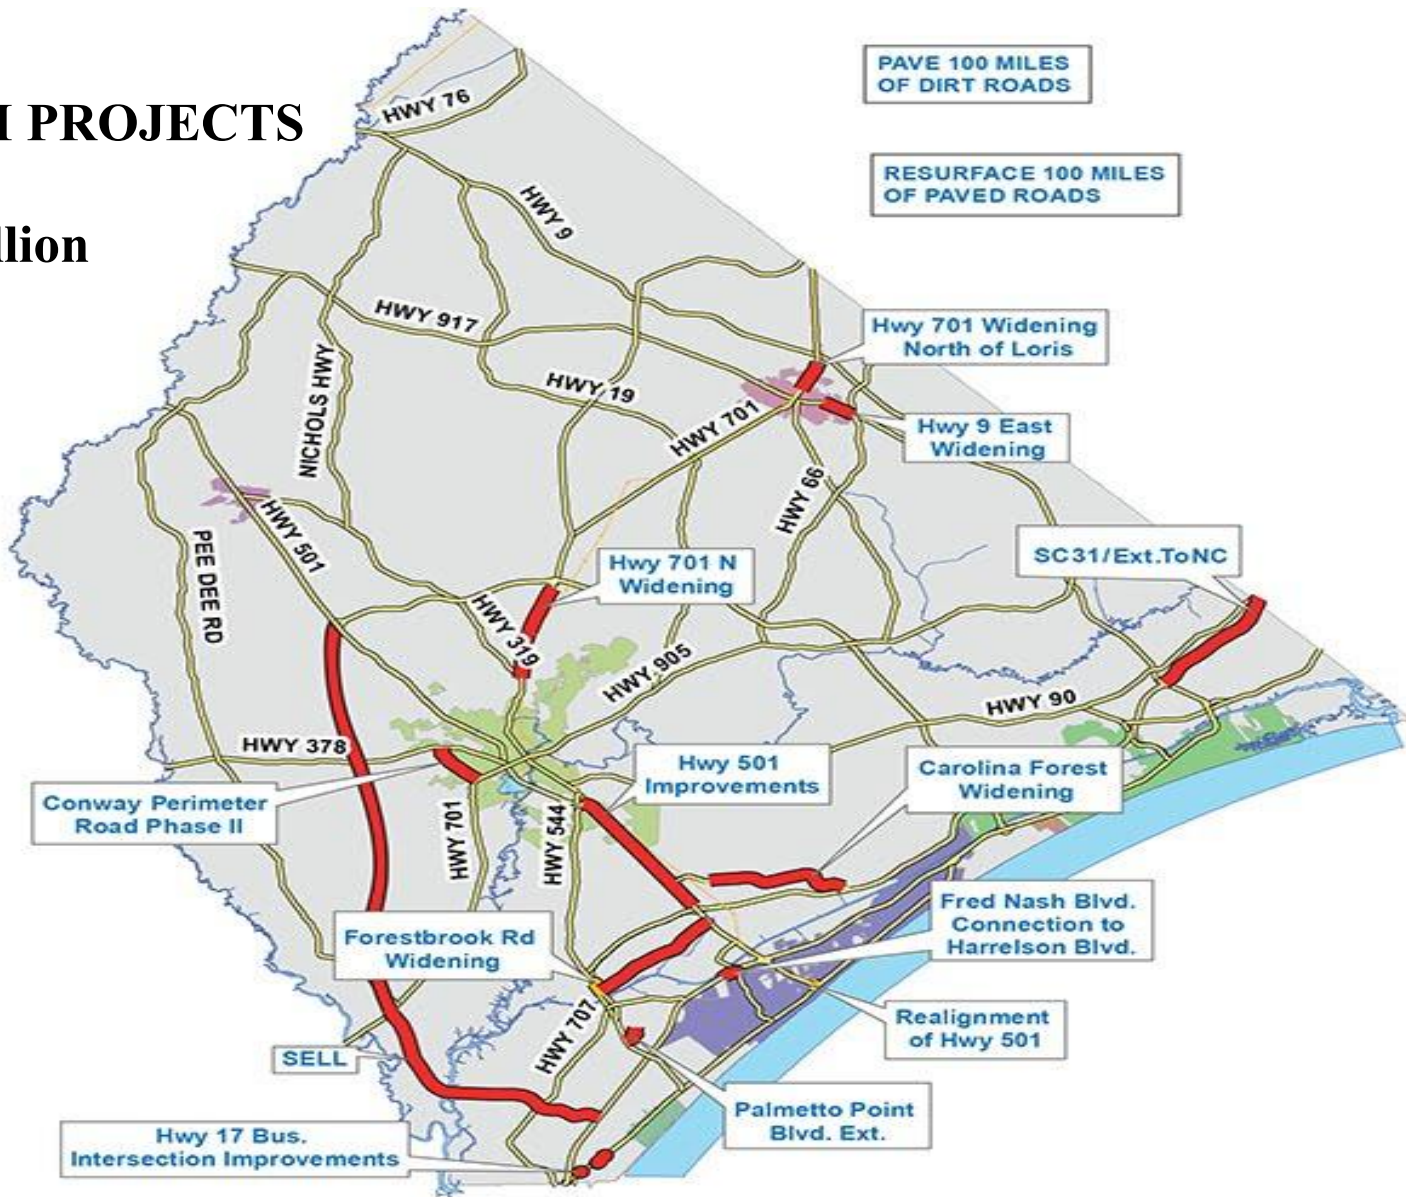 PROJECTS
PAVE 100 MILES
OF DIRT ROADS
RESURFACE 100 MILES
OF PAVED ROADS
HWY 76
HWY 9
HWY 917
Hwy 701 Widening
North of Loris
NICHOLS HWY
HWY 19
HWY 701
Hwy 9 East
Widening
HWY 66
HWY 501
PEE DEE RD
SC31/Ext.ToNC
Hwy 701 N
Widening
HWY 319
HWY 905
HWY 90
HWY 378
Hwy 501
Improvements
Carolina Forest
Widening
Conway Perimeter
Road Phase II
HWY 701
HWY 544
Fred Nash Blvd.
Connection to
Harrelson Blvd.
Forestbrook Rd
Widening
Realignment
of Hwy 501
HWY 707
SELL
Palmetto Point
Blvd. Ext.
Hwy 17 Bus.
Intersection Improvements